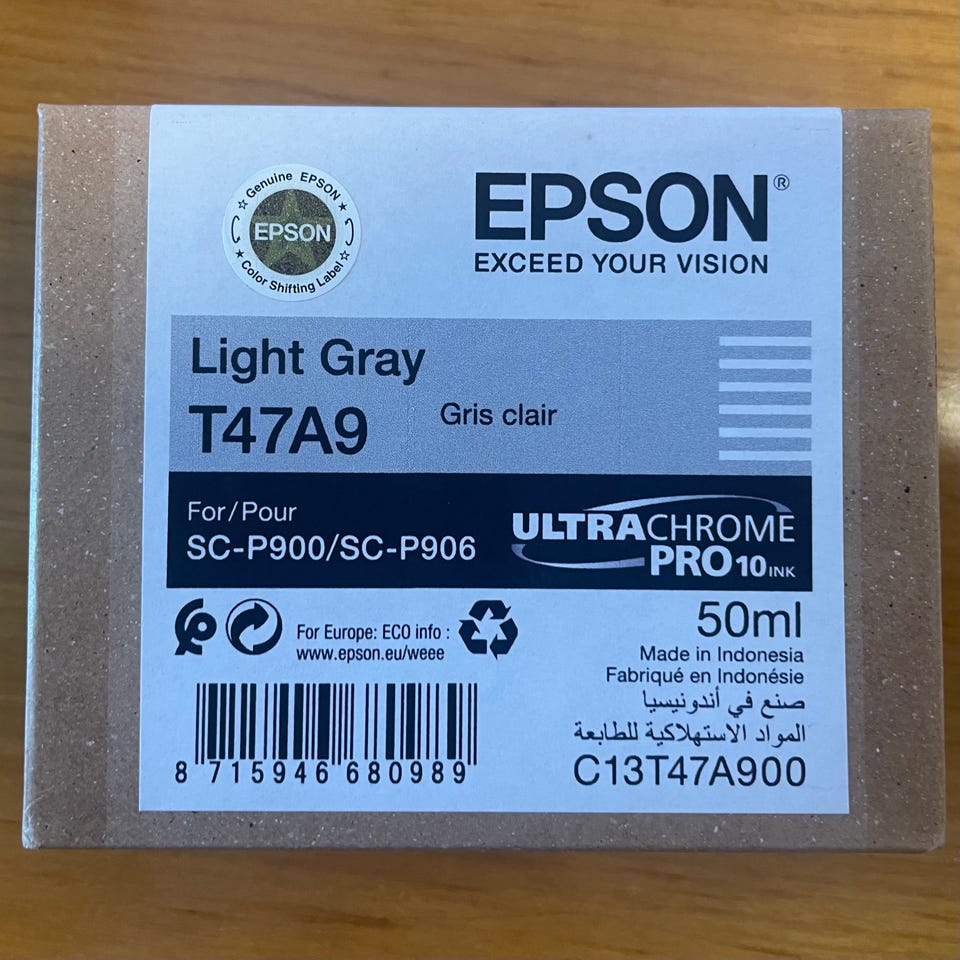 Genuine EPSON
EPSON
Color Shifting Label
EPSON®
EXCEED YOUR VISION
Light Gray
T47A9
Gris clair
For/Pour
SC-P900/SC-P906
ULTRACHROME
PRO10INK
For Europe: ECO info :
www.epson.eu/weee
50ml
Made in Indonesia
Fabriqué en Indonésie
صنع في أندونيسيا
المواد الاستهلاكية للطابعة
C13T47A900
8 715946 680989